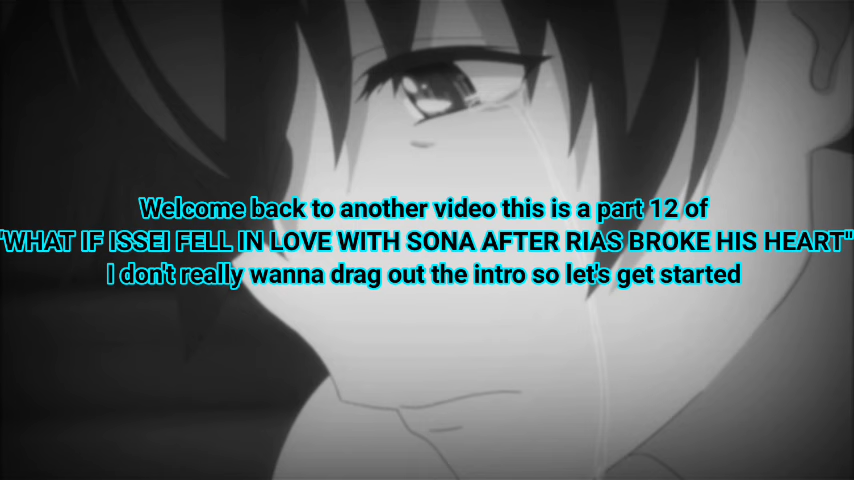 Welcome back to another video this is a part 12 of
"WHAT IF ISSEI FELL IN LOVE WITH SONA AFTER RIAS BROKE HIS HEART"
I don't really wanna drag out the intro so let's get started